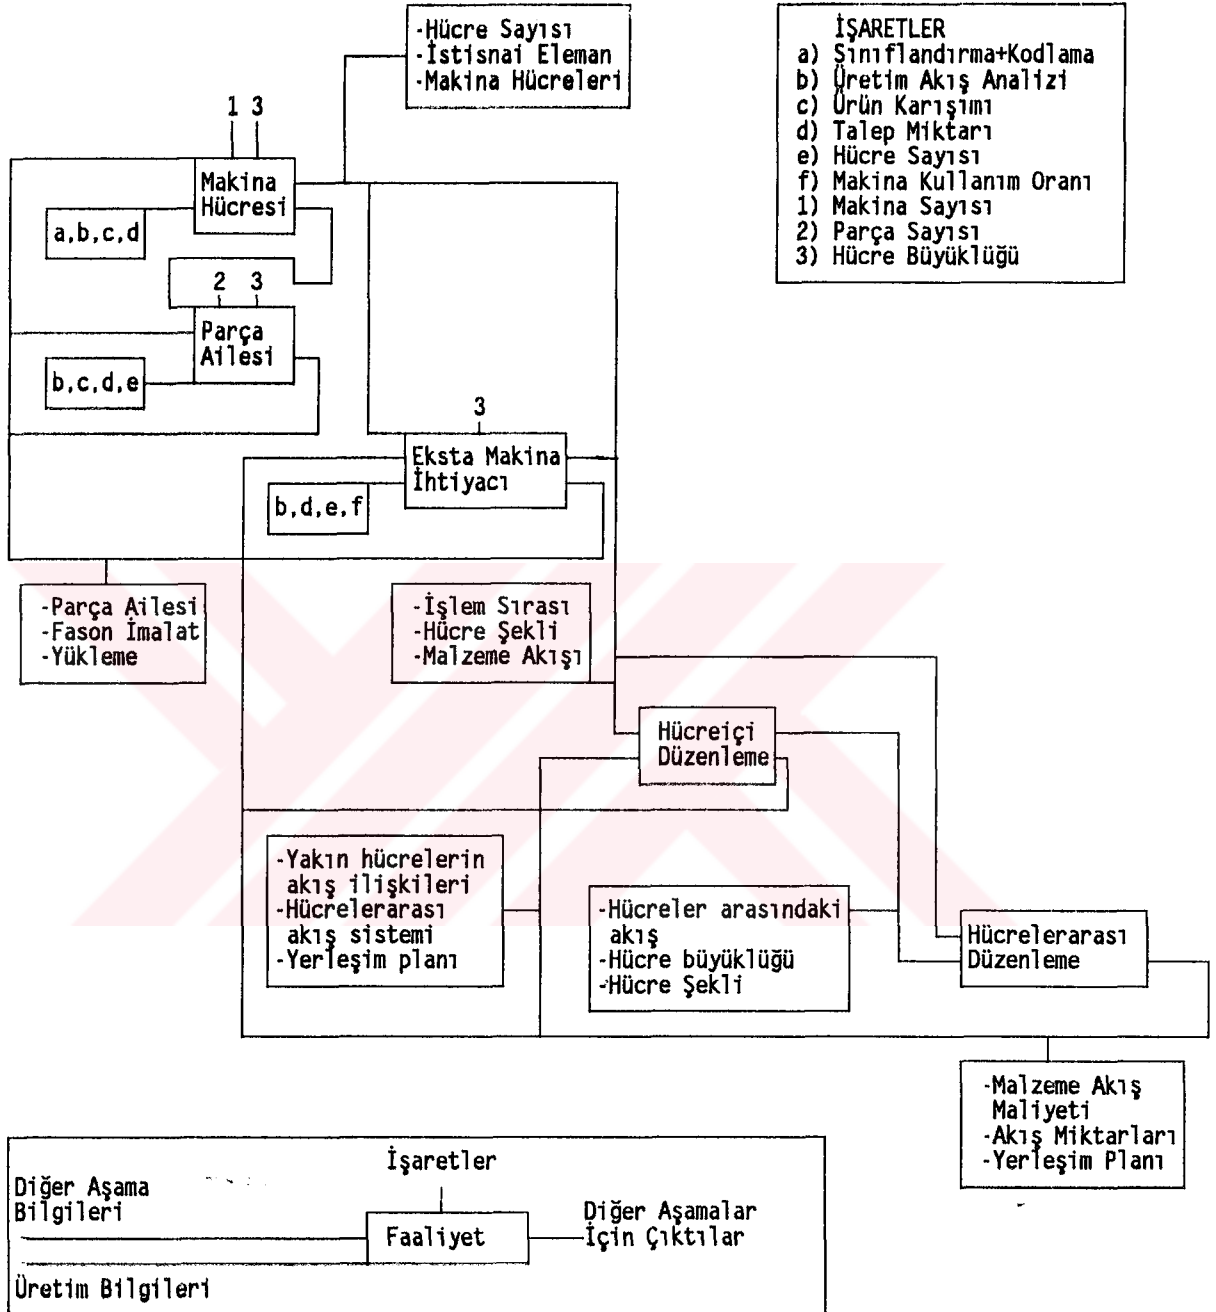 -Hücre Sayısı
-İstisnai Eleman
-Makina Hücreleri
İŞARETLER
a) Sınıflandırma+Kodlama
b) Üretim Akış Analizi
c) Ürün Karışımı
d) Talep Miktarı
e) Hücre Sayısı
f) Makina Kullanım Oranı
1) Makina Sayısı
2) Parça Sayısı
3) Hücre Büyüklüğü
1 3
Makina
Hücresi
a,b,c,d
2 3
Parça
Ailesi
b,c,d,e
3
Eksta Makina
İhtiyacı
b,d,e,f
-Parça Ailesi
-Fason İmalat
-Yükleme
-İşlem Sırası
-Hücre Şekli
-Malzeme Akışı
Hücreiçi
Düzenleme
-Yakın hücrelerin
akış ilişkileri
-Hücrelerarası
akış sistemi
-Yerleşim planı
-Hücreler arasındaki
akış
-Hücre büyüklüğü
-Hücre Şekli
Hücrelerarası
Düzenleme
-Malzeme Akış
Maliyeti
-Akış Miktarları
-Yerleşim Planı
İşaretler
Diğer Aşama
Bilgileri
Faaliyet
Diğer Aşamalar
İçin Çıktılar
Üretim Bilgileri